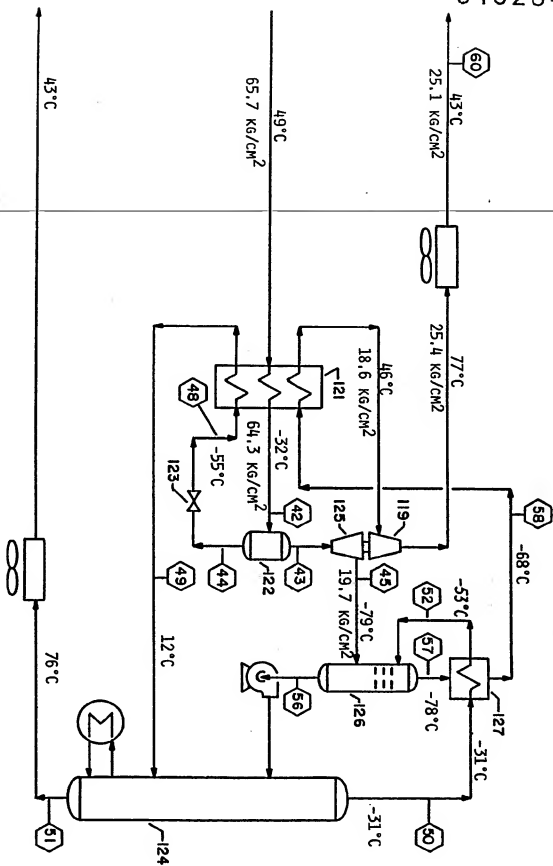 60
43°C
25.1 KG/CM²
77°C
25.4 KG/CM²
49°C
65.7 KG/CM²
43°C
46°C
18.6 KG/CM²
121
-32°C
64.3 KG/CM²
48
-55°C
123
42
122
43
44
125
119
45
-79°C
19.7 KG/CM²
58
-68°C
52
-53°C
57
-78°C
127
126
56
-31°C
49
12°C
76°C
-31°C
50
51
124